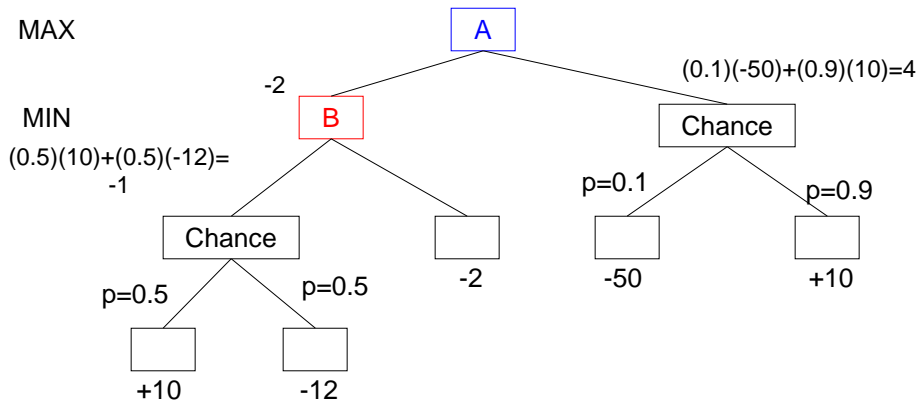 MAX
A
(0.1)(-50)+(0.9)(10)=4
-2
MIN
B
Chance
(0.5)(10)+(0.5)(-12)=
-1
p=0.1
p=0.9
Chance
-2
-50
+10
p=0.5
p=0.5
+10
-12